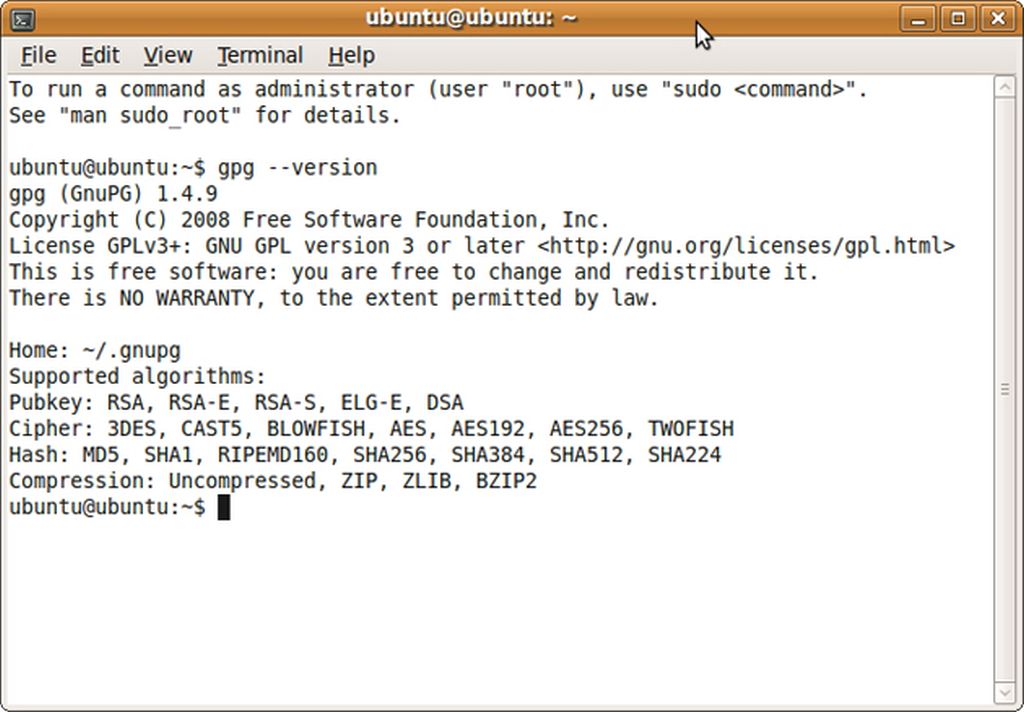 ubuntu@ubuntu: ~
File Edit View Terminal Help
To run a command as administrator (user "root"), use "sudo <command>".
See "man sudo_root" for details.
ubuntu@ubuntu:~$ gpg --version
gpg (GnuPG) 1.4.9
Copyright (C) 2008 Free Software Foundation, Inc.
License GPLv3+: GNU GPL version 3 or later <http://gnu.org/licenses/gpl.html>
This is free software: you are free to change and redistribute it.
There is NO WARRANTY, to the extent permitted by law.
Home: ~/.gnupg
Supported algorithms:
Pubkey: RSA, RSA-E, RSA-S, ELG-E, DSA
Cipher: 3DES, CAST5, BLOWFISH, AES, AES192, AES256, TWOFISH
Hash: MD5, SHA1, RIPEMD160, SHA256, SHA384, SHA512, SHA224
Compression: Uncompressed, ZIP, ZLIB, BZIP2
ubuntu@ubuntu:~$